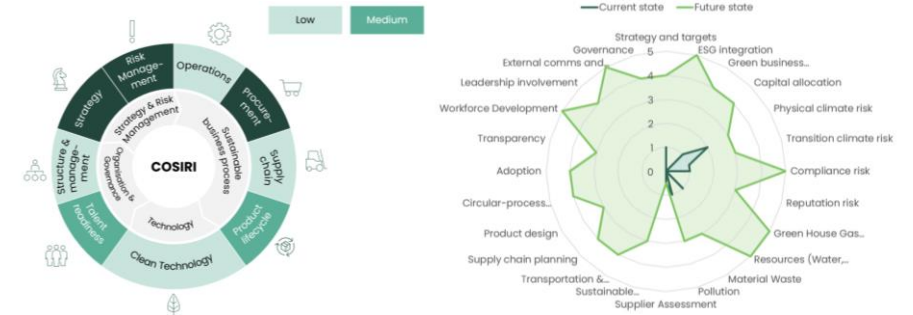 Low
Medium
Risk
Manage-
ment
Operations
Procure-
ment
Supply
chain
Product
lifecycle
Clean Technology
Talent
readiness
Structure &
manage-
ment
Strategy
Strategy & Risk
Management
Sustainable
business process
Technology
Organisation &
Governance
COSIRI
Current state
Future state
Strategy and targets
ESG integration
Green business...
Capital allocation
Physical climate risk
Transition climate risk
Compliance risk
Reputation risk
Green House Gas...
Resources (Water,...
Material Waste
Pollution
Supplier Assessment
Sustainable...
Transportation &...
Supply chain planning
Product design
Circular-process...
Adoption
Transparency
Workforce Development
Leadership involvement
External comms and...
Governance
5
4
3
2
1
0